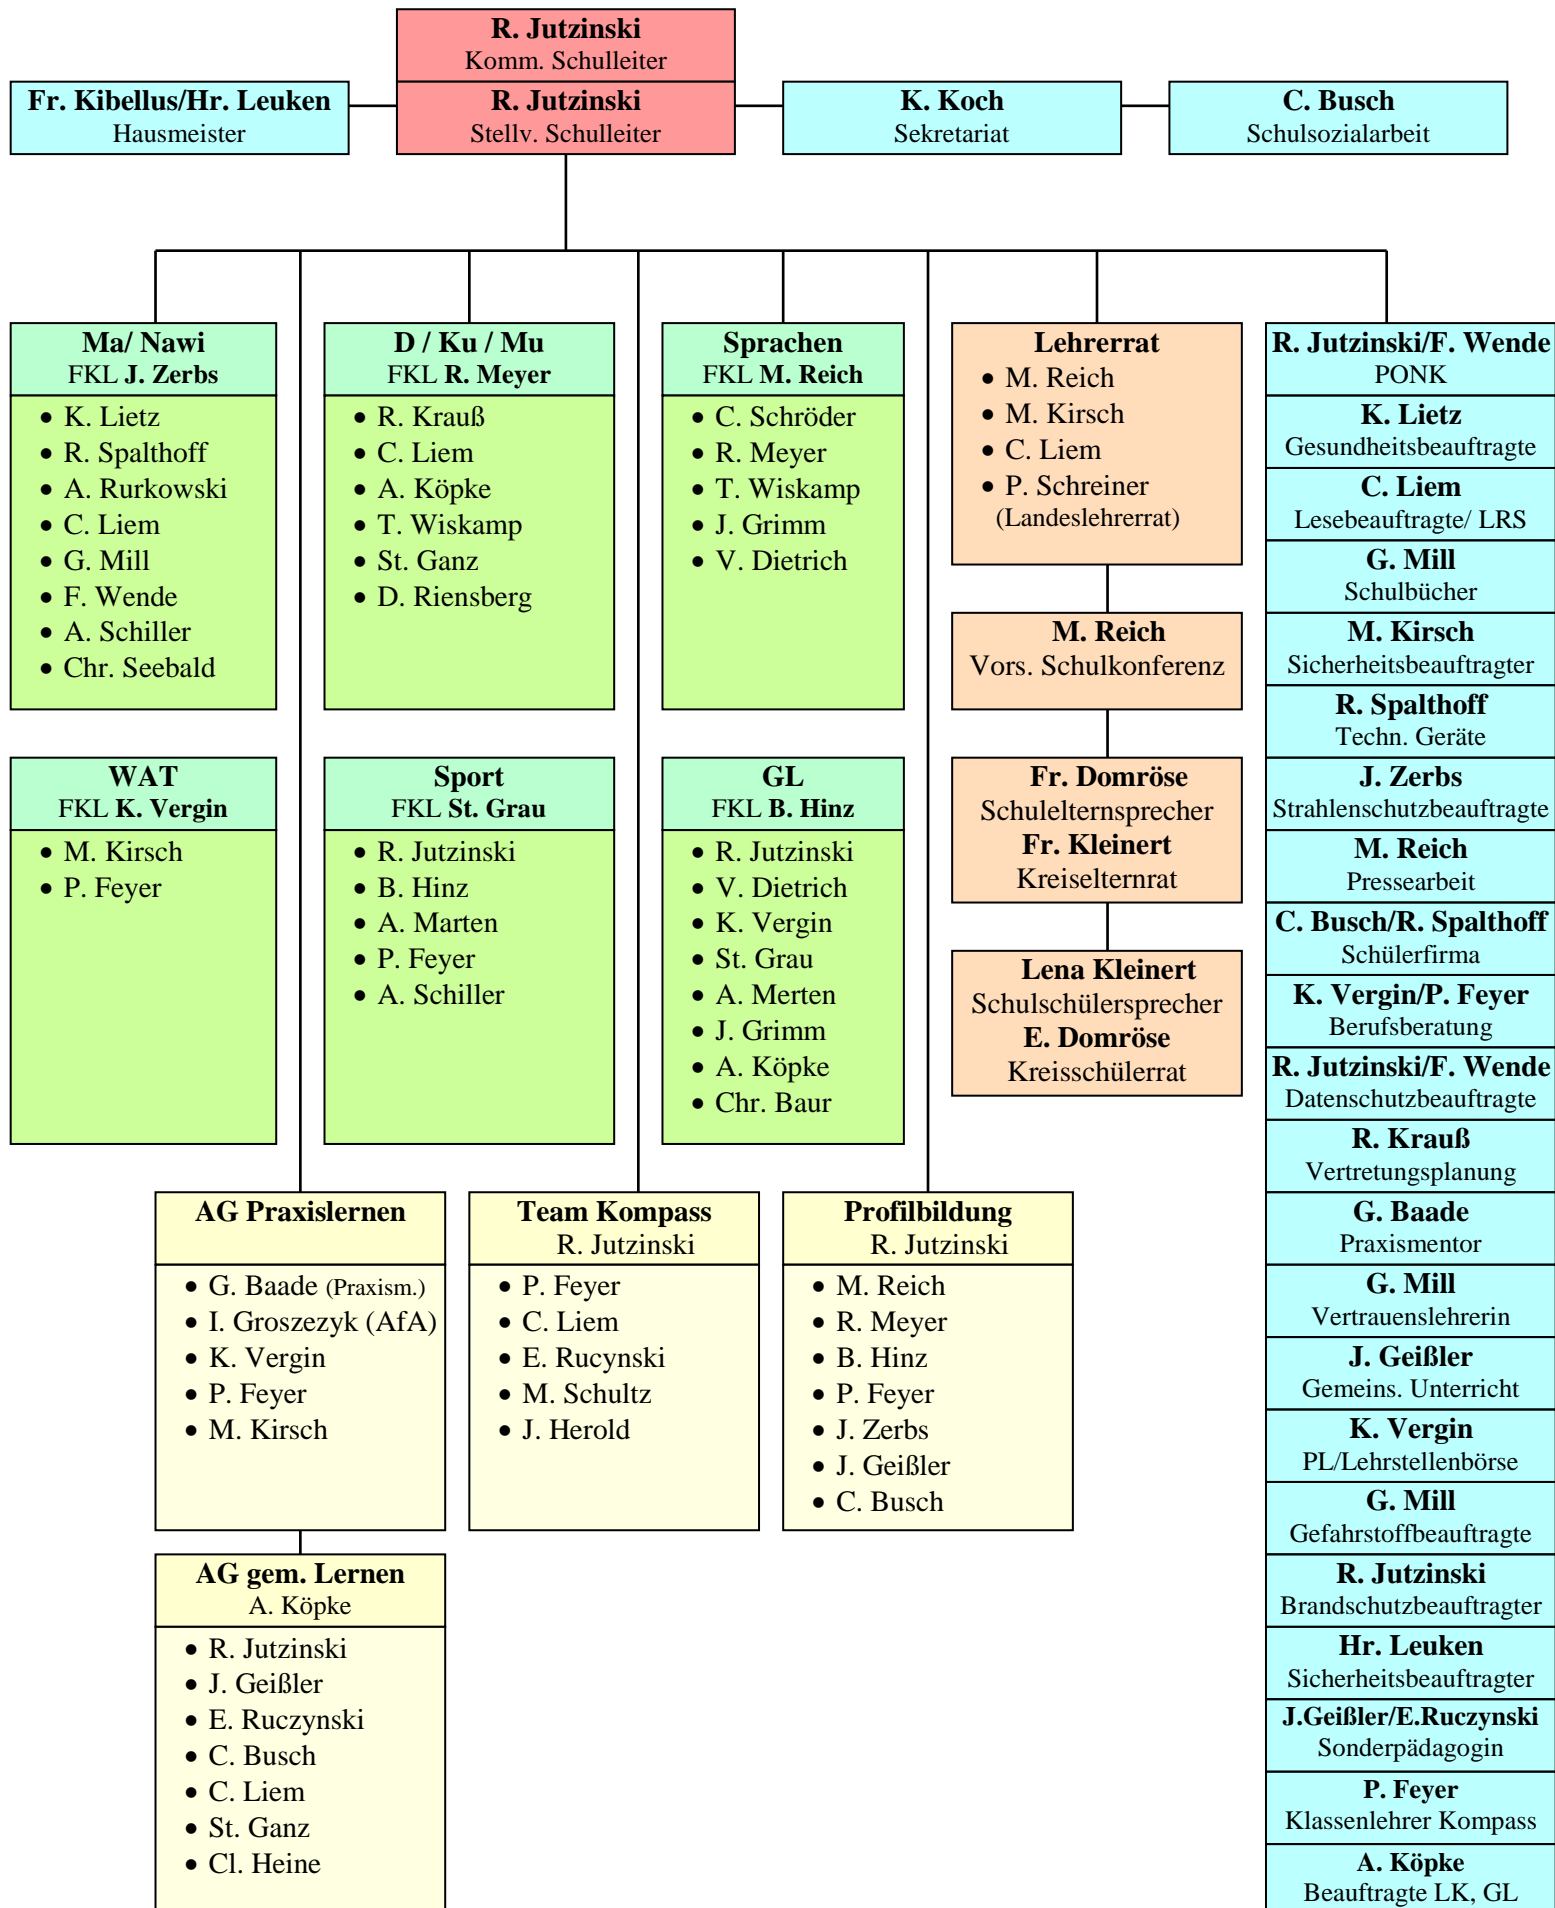 R. Jutzinski
Komm. Schulleiter
Fr. Kibellus/Hr. Leuken
Hausmeister
R. Jutzinski
Stellv. Schulleiter
K. Koch
Sekretariat
C. Busch
Schulsozialarbeit
Ma/ Nawi
FKL J. Zerbs
• K. Lietz
• R. Spalthoff
• A. Rurkowski
• C. Liem
• G. Mill
• F. Wende
• A. Schiller
• Chr. Seebald
D / Ku / Mu
FKL R. Meyer
• R. Krauß
• C. Liem
• A. Köpke
• T. Wiskamp
• St. Ganz
• D. Riensberg
Sprachen
FKL M. Reich
• C. Schröder
• R. Meyer
• T. Wiskamp
• J. Grimm
• V. Dietrich
Lehrerrat
• M. Reich
• M. Kirsch
• C. Liem
• P. Schreiner
(Landeslehrerrat)
M. Reich
Vors. Schulkonferenz
Fr. Domröse
Schulelternsprecher
Fr. Kleinert
Kreiselternrat
Lena Kleinert
Schulschülersprecher
E. Domröse
Kreisschülerrat
WAT
FKL K. Vergin
• M. Kirsch
• P. Feyer
Sport
FKL St. Grau
• R. Jutzinski
• B. Hinz
• A. Marten
• P. Feyer
• A. Schiller
GL
FKL B. Hinz
• R. Jutzinski
• V. Dietrich
• K. Vergin
• St. Grau
• A. Merten
• J. Grimm
• A. Köpke
• Chr. Baur
AG Praxislernen
• G. Baade (Praxism.)
• I. Groszezyk (AfA)
• K. Vergin
• P. Feyer
• M. Kirsch
Team Kompass
R. Jutzinski
• P. Feyer
• C. Liem
• E. Rucynski
• M. Schultz
• J. Herold
Profilbildung
R. Jutzinski
• M. Reich
• R. Meyer
• B. Hinz
• P. Feyer
• J. Zerbs
• J. Geißler
• C. Busch
AG gem. Lernen
A. Köpke
• R. Jutzinski
• J. Geißler
• E. Ruczynski
• C. Busch
• C. Liem
• St. Ganz
• Cl. Heine
R. Jutzinski/F. Wende
PONK
K. Lietz
Gesundheitsbeauftragte
C. Liem
Lesebeauftragte/ LRS
G. Mill
Schulbücher
M. Kirsch
Sicherheitsbeauftragter
R. Spalthoff
Techn. Geräte
J. Zerbs
Strahlenschutzbeauftragte
M. Reich
Pressearbeit
C. Busch/R. Spalthoff
Schülerfirma
K. Vergin/P. Feyer
Berufsberatung
R. Jutzinski/F. Wende
Datenschutzbeauftragte
R. Krauß
Vertretungsplanung
G. Baade
Praxismentor
G. Mill
Vertrauenslehrerin
J. Geißler
Gemeins. Unterricht
K. Vergin
PL/Lehrstellenbörse
G. Mill
Gefahrstoffbeauftragte
R. Jutzinski
Brandschutzbeauftragter
Hr. Leuken
Sicherheitsbeauftragter
J.Geißler/E.Ruczynski
Sonderpädagogin
P. Feyer
Klassenlehrer Kompass
A. Köpke
Beauftragte LK, GL